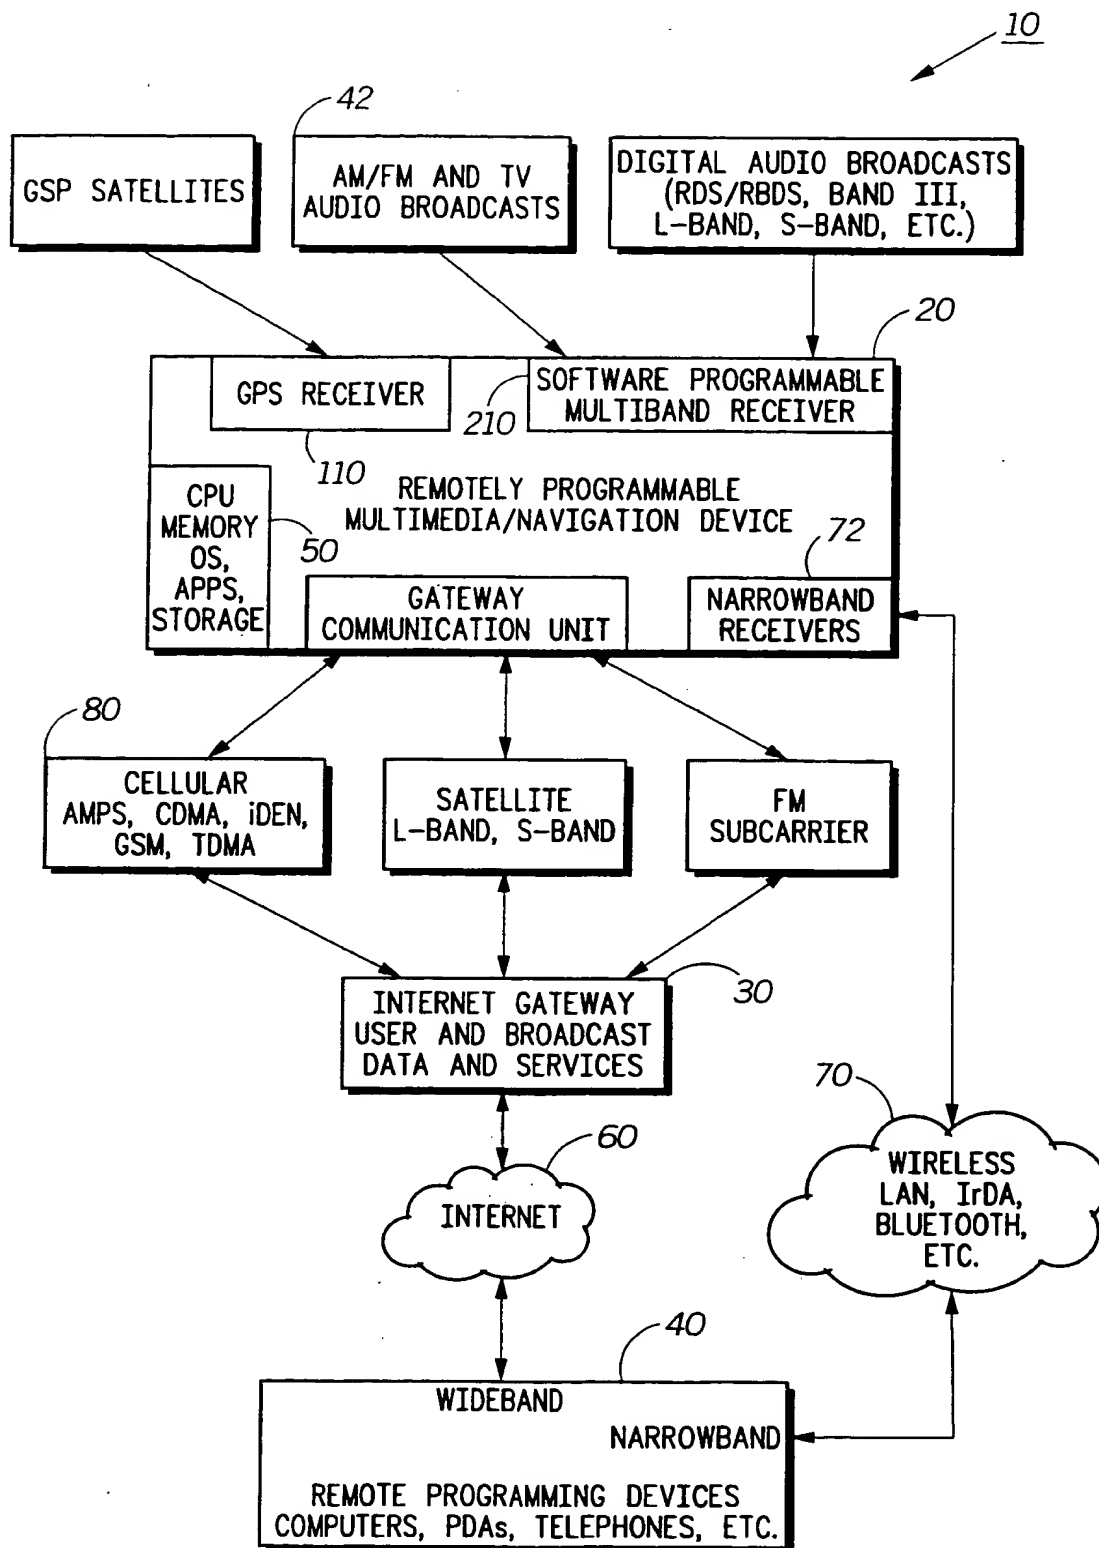 10
42
GSP SATELLITES
AM/FM AND TV
AUDIO BROADCASTS
DIGITAL AUDIO BROADCASTS
(RDS/RBDS, BAND III,
L-BAND, S-BAND, ETC.)
20
GPS RECEIVER
110
210
SOFTWARE PROGRAMMABLE
MULTIBAND RECEIVER
REMOTELY PROGRAMMABLE
MULTIMEDIA/NAVIGATION DEVICE
CPU
MEMORY
OS,
APPS,
STORAGE
50
72
GATEWAY
COMMUNICATION UNIT
NARROWBAND
RECEIVERS
80
CELLULAR
AMPS, CDMA, iDEN,
GSM, TDMA
SATELLITE
L-BAND, S-BAND
FM
SUBCARRIER
30
INTERNET GATEWAY
USER AND BROADCAST
DATA AND SERVICES
60
INTERNET
70
WIRELESS
LAN, IrDA,
BLUETOOTH,
ETC.
40
WIDEBAND
NARROWBAND
REMOTE PROGRAMMING DEVICES
COMPUTERS, PDAs, TELEPHONES, ETC.